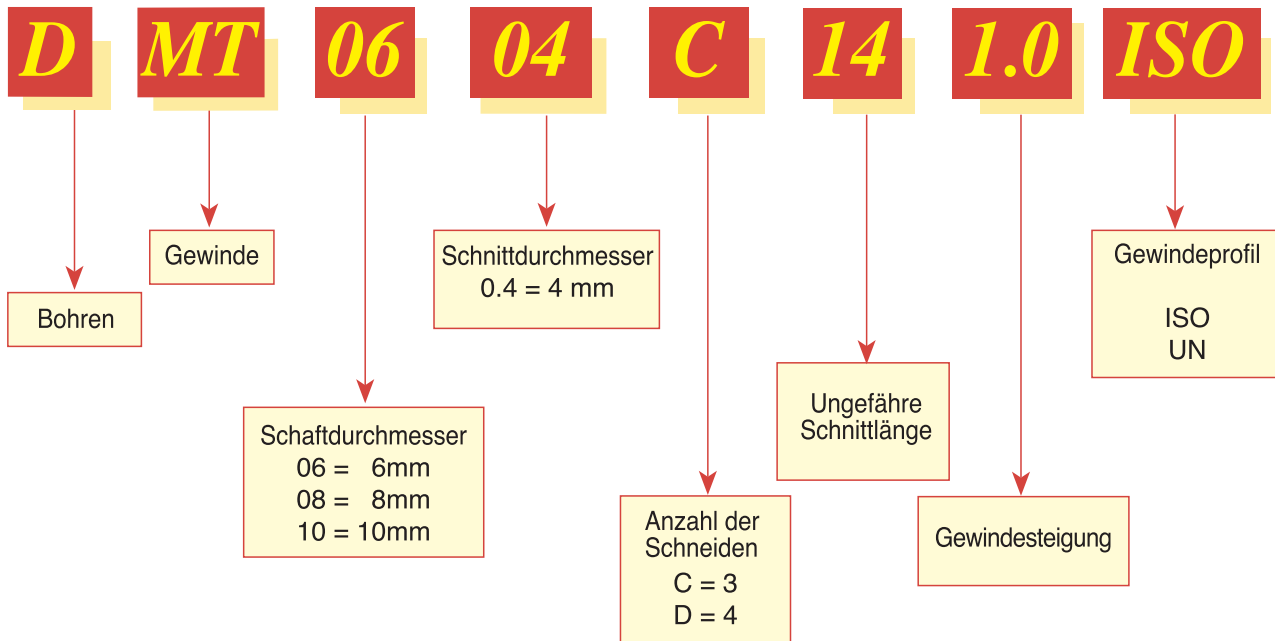 D MT 06 04 C 14 1.0 ISO
Bohren
Gewinde
Schaftdurchmesser
06 = 6mm
08 = 8mm
10 = 10mm
Schnittdurchmesser
0.4 = 4 mm
Anzahl der
Schneiden
C = 3
D = 4
Ungefähre
Schnittlänge
Gewindesteigung
Gewindeprofil
ISO
UN